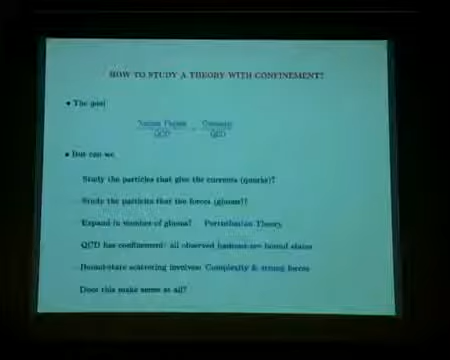 HOW TO STUDY A THEORY WITH CONFINEMENT?
• The goal
QCD QCD
• But can we
Study the particles that give the currents (quarks)?
Study the particles that the forces (gluons)?
Expand in number of gluons? Perturbation Theory
QCD has confinement: all observed hadrons are bound states
Bound-state scattering involves: Complexity & strong forces
Does this make sense at all?